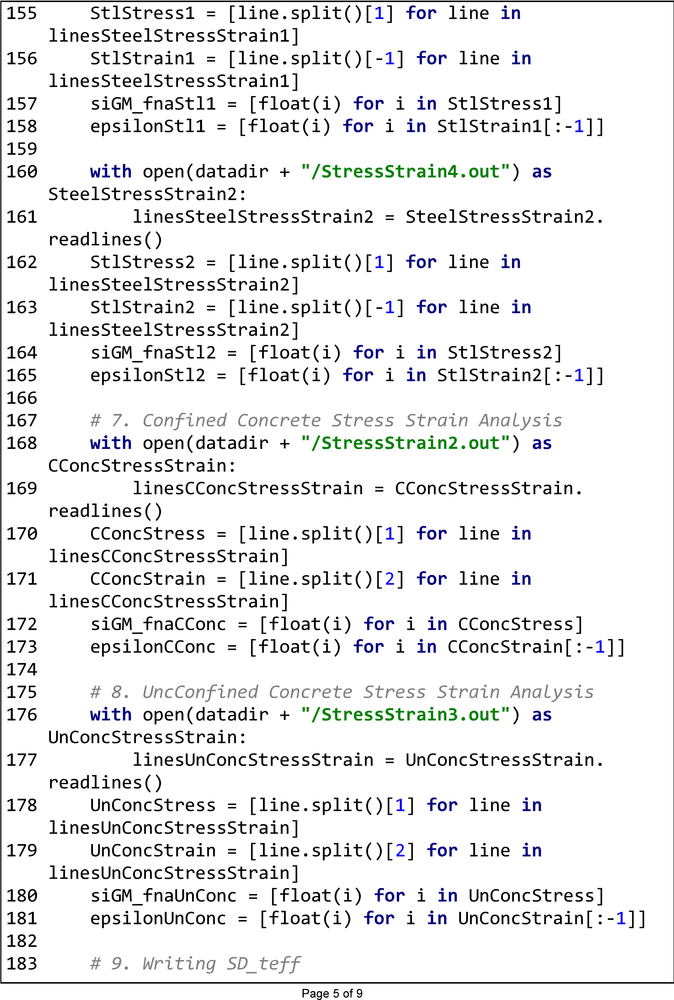 155     StlStress1 = [line.split()[1] for line in
    linesSteelStressStrain1]
156     StlStrain1 = [line.split()[-1] for line in
    linesSteelStressStrain1]
157     siGM_fnaStl1 = [float(i) for i in StlStress1]
158     epsilonStl1 = [float(i) for i in StlStrain1[:-1]]
159
160     with open(datadir + "/StressStrain4.out") as
    SteelStressStrain2:
161         linesSteelStressStrain2 = SteelStressStrain2.
    readlines()
162     StlStress2 = [line.split()[1] for line in
    linesSteelStressStrain2]
163     StlStrain2 = [line.split()[-1] for line in
    linesSteelStressStrain2]
164     siGM_fnaStl2 = [float(i) for i in StlStress2]
165     epsilonStl2 = [float(i) for i in StlStrain2[:-1]]
166
167     # 7. Confined Concrete Stress Strain Analysis
168     with open(datadir + "/StressStrain2.out") as
    CConcStressStrain:
169         linesCConcStressStrain = CConcStressStrain.
    readlines()
170     CConcStress = [line.split()[1] for line in
    linesCConcStressStrain]
171     CConcStrain = [line.split()[2] for line in
    linesCConcStressStrain]
172     siGM_fnaCConc = [float(i) for i in CConcStress]
173     epsilonCConc = [float(i) for i in CConcStrain[:-1]]
174
175     # 8. UncConfined Concrete Stress Strain Analysis
176     with open(datadir + "/StressStrain3.out") as
    UnConcStressStrain:
177         linesUnConcStressStrain = UnConcStressStrain.
    readlines()
178     UnConcStress = [line.split()[1] for line in
    linesUnConcStressStrain]
179     UnConcStrain = [line.split()[2] for line in
    linesUnConcStressStrain]
180     siGM_fnaUnConc = [float(i) for i in UnConcStress]
181     epsilonUnConc = [float(i) for i in UnConcStrain[:-1]]
182
183     # 9. Writing SD_teff
Page 5 of 9